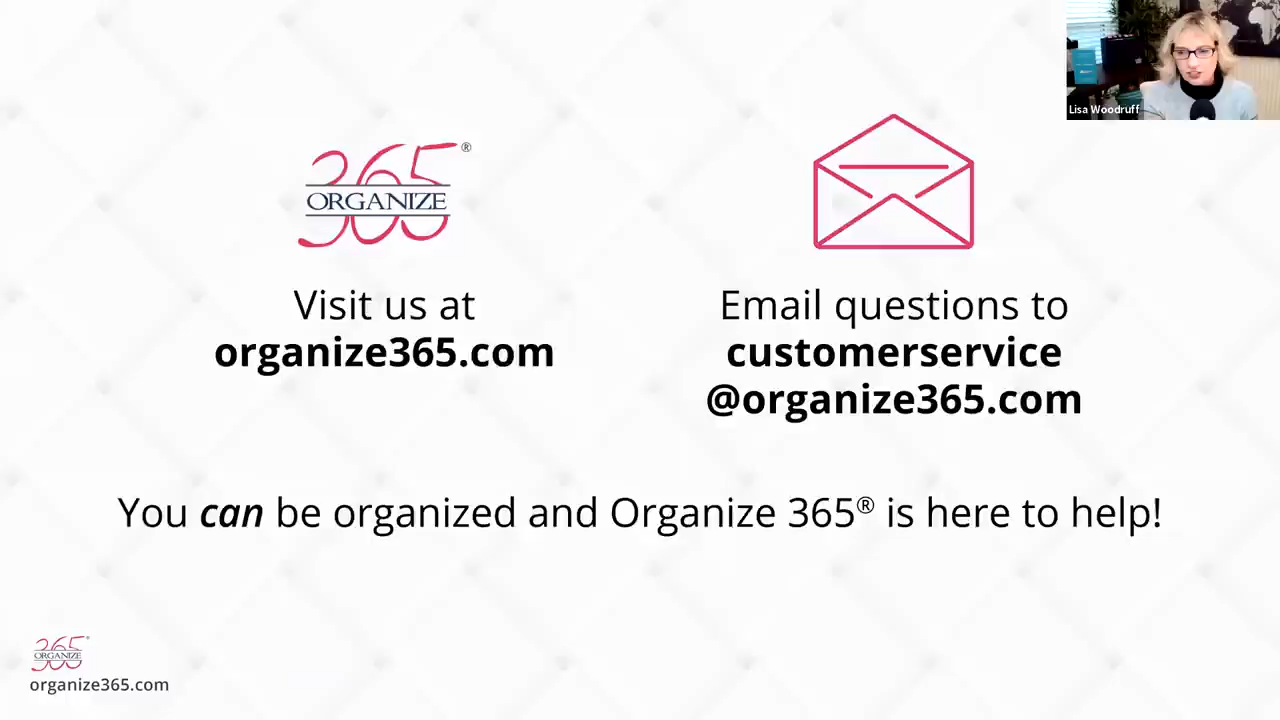 Lisa Woodruff
365®
ORGANIZE
Visit us at
organize365.com
Email questions to
customerservice
@organize365.com
You can be organized and Organize 365® is here to help!
365®
ORGANIZE
organize365.com